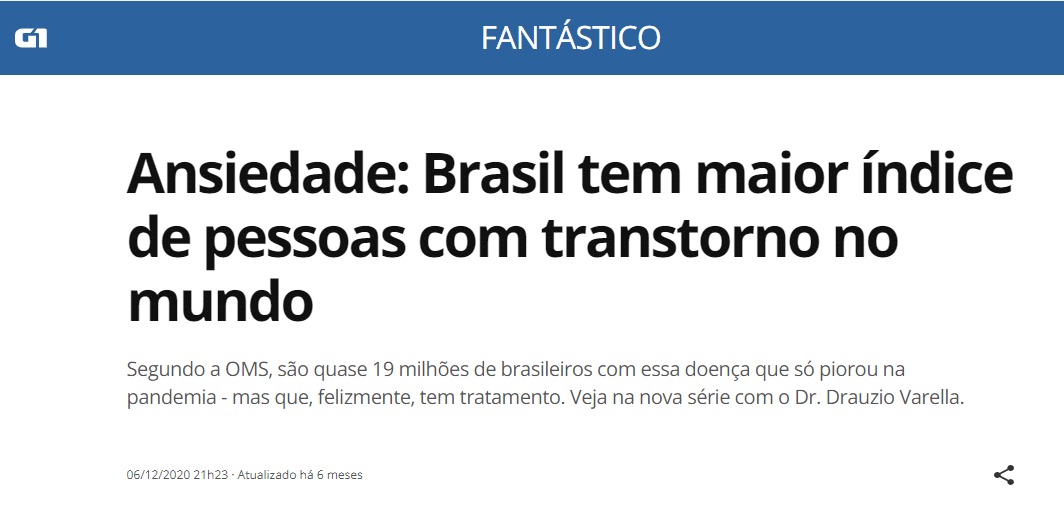 G1
FANTÁSTICO
Ansiedade: Brasil tem maior índice
de pessoas com transtorno no
mundo
Segundo a OMS, são quase 19 milhões de brasileiros com essa doença que só piorou na
pandemia - mas que, felizmente, tem tratamento. Veja na nova série com o Dr. Drauzio Varella.
06/12/2020 21h23 · Atualizado há 6 meses